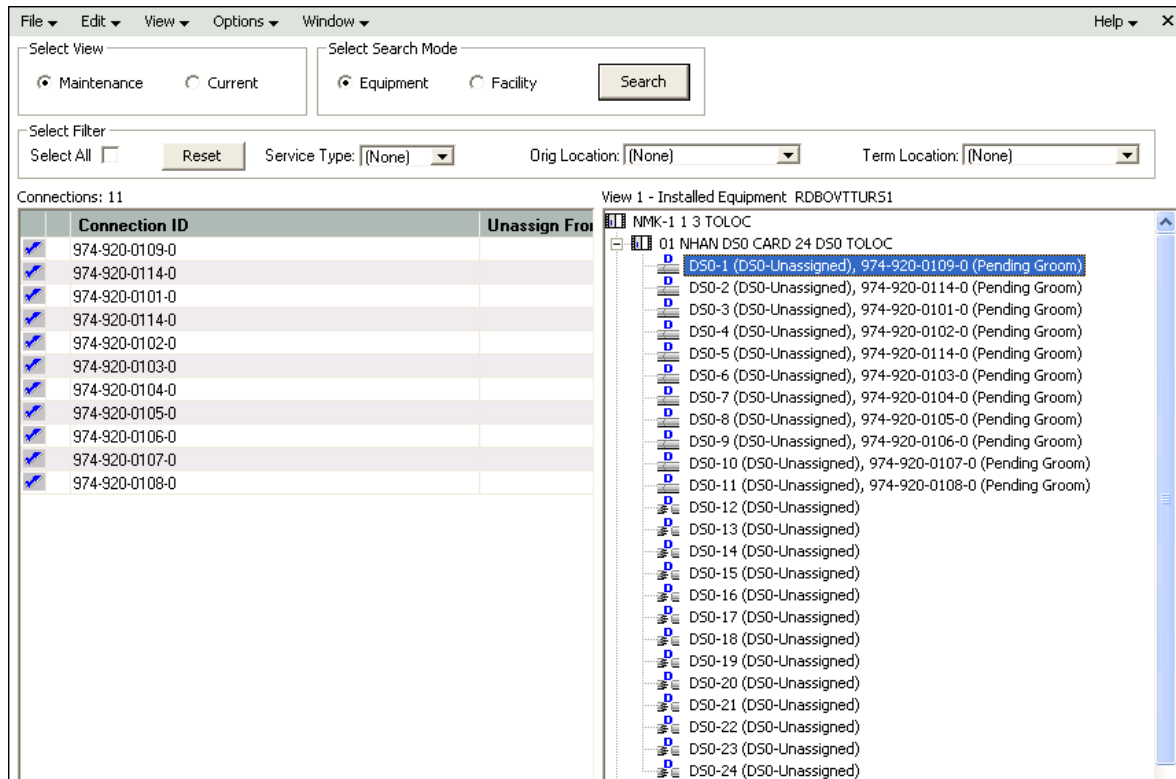 File Edit View Options Window Help X
Select View Select Search Mode
Maintenance Current Equipment Facility Search
Select Filter
Select All Reset Service Type: (None) Orig Location: (None) Term Location: (None)
Connections: 11
Connection ID Unassign Fro
974-920-0109-0
974-920-0114-0
974-920-0101-0
974-920-0114-0
974-920-0102-0
974-920-0103-0
974-920-0104-0
974-920-0105-0
974-920-0106-0
974-920-0107-0
974-920-0108-0
View 1 - Installed Equipment RDBOVTTURS1
NMK-1 1 3 TOLOC
01 NHAN DS0 CARD 24 DS0 TOLOC
D DS0-1 (DS0-Unassigned), 974-920-0109-0 (Pending Groom)
D DS0-2 (DS0-Unassigned), 974-920-0114-0 (Pending Groom)
D DS0-3 (DS0-Unassigned), 974-920-0101-0 (Pending Groom)
D DS0-4 (DS0-Unassigned), 974-920-0102-0 (Pending Groom)
D DS0-5 (DS0-Unassigned), 974-920-0114-0 (Pending Groom)
D DS0-6 (DS0-Unassigned), 974-920-0103-0 (Pending Groom)
D DS0-7 (DS0-Unassigned), 974-920-0104-0 (Pending Groom)
D DS0-8 (DS0-Unassigned), 974-920-0105-0 (Pending Groom)
D DS0-9 (DS0-Unassigned), 974-920-0106-0 (Pending Groom)
D DS0-10 (DS0-Unassigned), 974-920-0107-0 (Pending Groom)
D DS0-11 (DS0-Unassigned), 974-920-0108-0 (Pending Groom)
D DS0-12 (DS0-Unassigned)
D DS0-13 (DS0-Unassigned)
D DS0-14 (DS0-Unassigned)
D DS0-15 (DS0-Unassigned)
D DS0-16 (DS0-Unassigned)
D DS0-17 (DS0-Unassigned)
D DS0-18 (DS0-Unassigned)
D DS0-19 (DS0-Unassigned)
D DS0-20 (DS0-Unassigned)
D DS0-21 (DS0-Unassigned)
D DS0-22 (DS0-Unassigned)
D DS0-23 (DS0-Unassigned)
D DS0-24 (DS0-Unassigned)